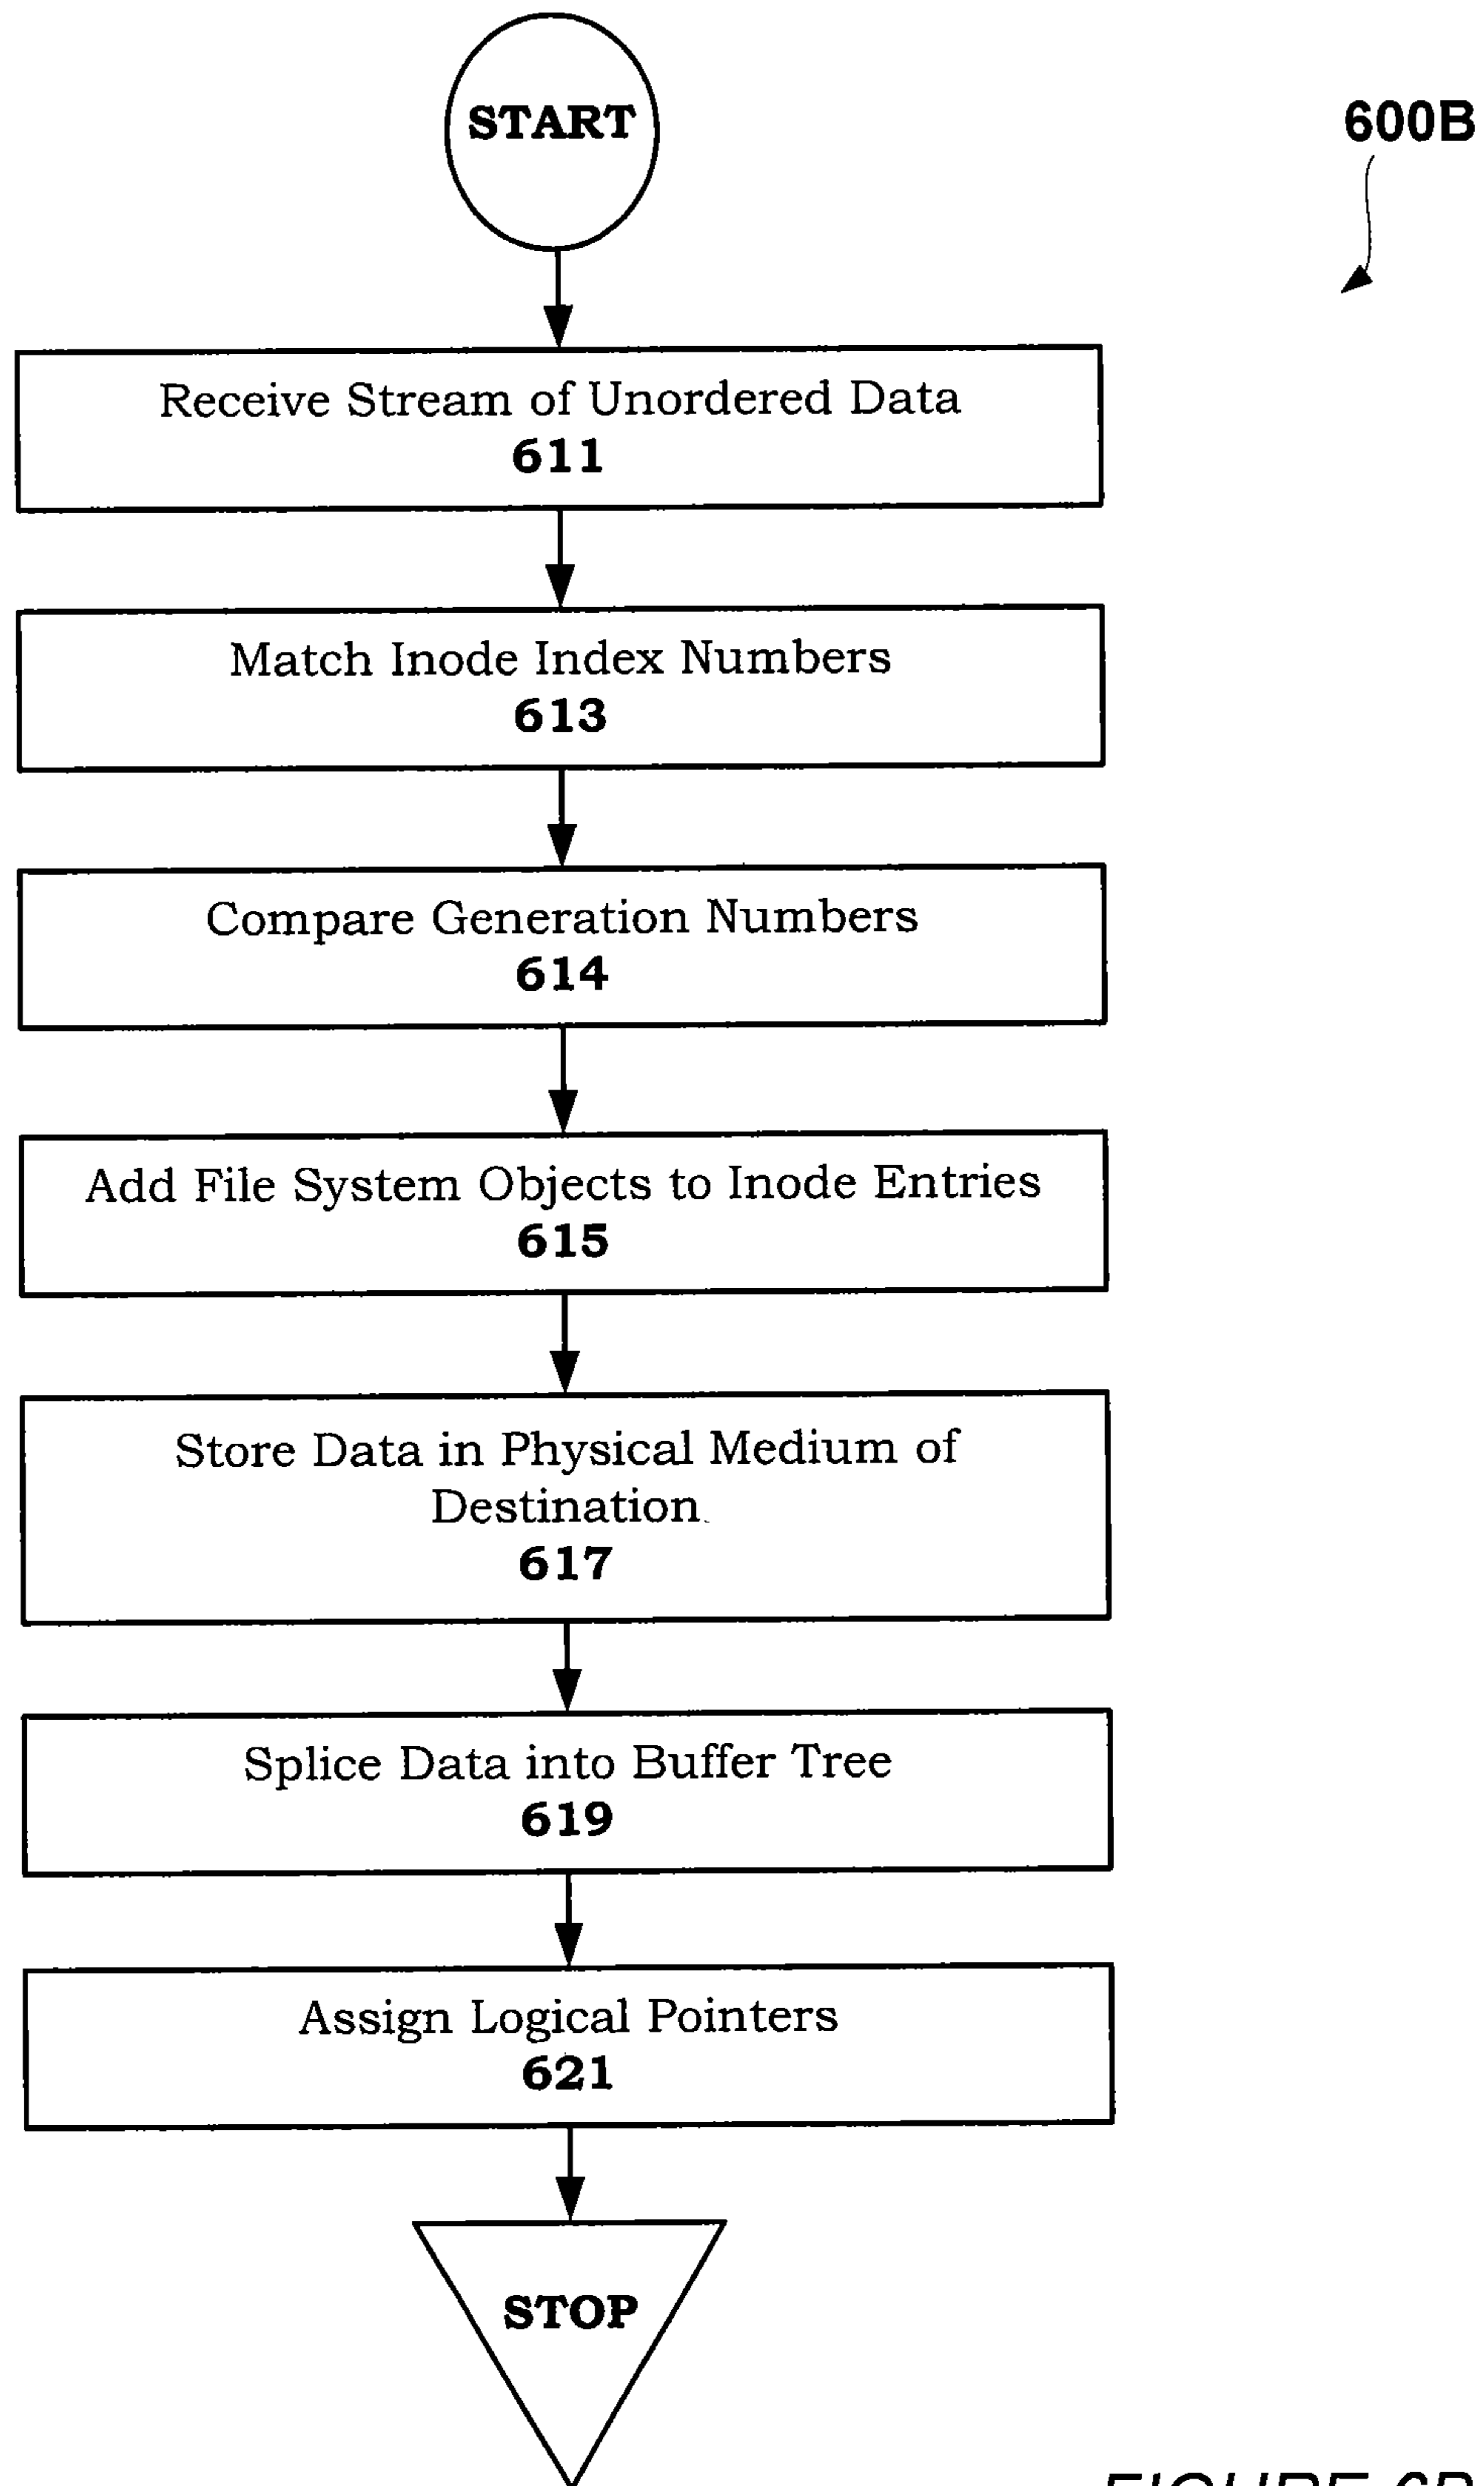 START
600B
Receive Stream of Unordered Data
611
Match Inode Index Numbers
613
Compare Generation Numbers
614
Add File System Objects to Inode Entries
615
Store Data in Physical Medium of
Destination
617
Splice Data into Buffer Tree
619
Assign Logical Pointers
621
STOP
FIGURE 6B